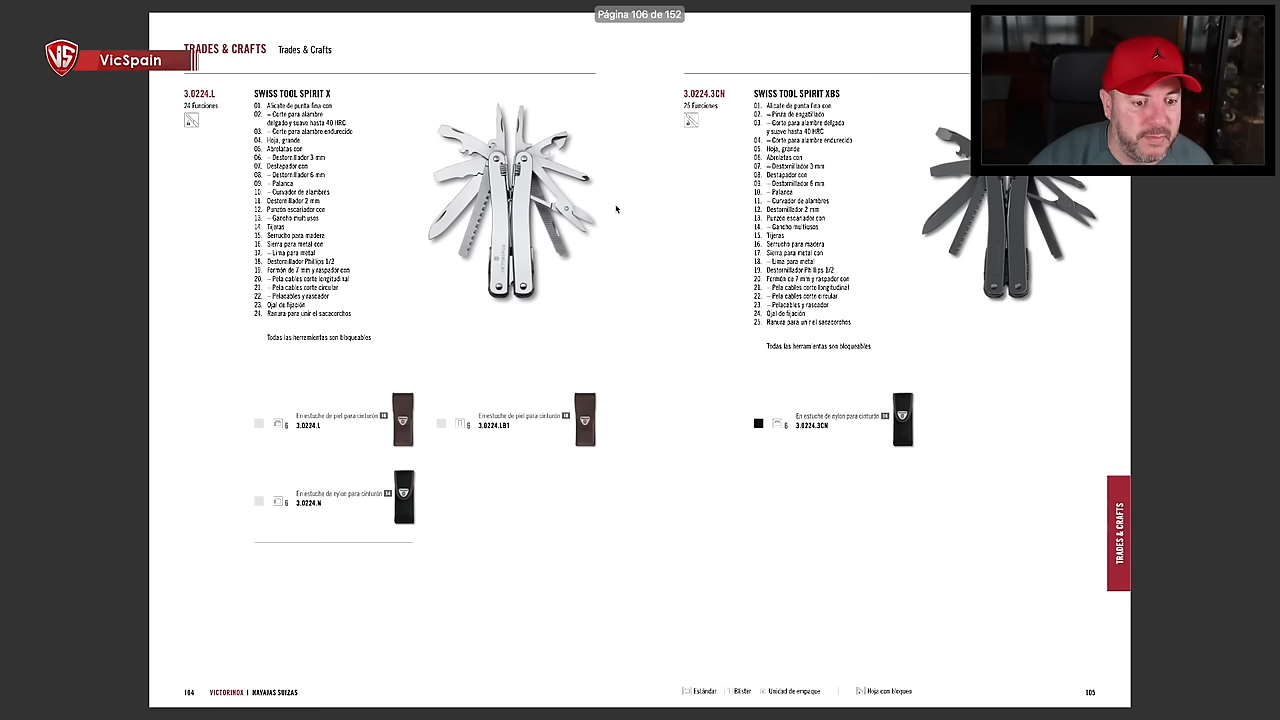 Página 106 de 152
VS VicSpain
TRADES & CRAFTS Trades & Crafts
3.0224.L
24 Funciones
SWISS TOOL SPIRIT X
01. Alicate de punta fina con
02. – Corte para alambre
delgado y suave hasta 40 HRC
03. – Corte para alambre endurecido
04. Hoja, grande
05. Abrelatas con
06. – Destornillador 3 mm
07. Destapador con
08. – Destornillador 6 mm
09. – Palanca
10. – Curvador de alambres
11. Destornillador 2 mm
12. Punzón escariador con
13. – Gancho multiusos
14. Tijeras
15. Serrucho para madera
16. Sierra para metal con
17. – Lima para metal
18. Destornillador Phillips 1/2
19. Formón de 7 mm y raspador con
20. – Pela cables corte longitudinal
21. – Pela cables corte circular
22. – Pelacables y rascador
23. Ojal de fijación
24. Ranura para unir el sacacorchos
Todas las herramientas son bloqueables
3.0224.3CN
25 Funciones
SWISS TOOL SPIRIT XBS
01. Alicate de punta fina con
02. – Pinza de engatillado
03. – Corte para alambre delgado
y suave hasta 40 HRC
04. – Corte para alambre endurecido
05. Hoja, grande
06. Abrelatas con
07. – Destornillador 3 mm
08. Destapador con
09. – Destornillador 6 mm
10. – Palanca
11. – Curvador de alambres
12. Destornillador 2 mm
13. Punzón escariador con
14. – Gancho multiusos
15. Tijeras
16. Serrucho para madera
17. Sierra para metal con
18. – Lima para metal
19. Destornillador Phillips 1/2
20. Formón de 7 mm y raspador con
21. – Pela cables corte longitudinal
22. – Pela cables corte circular
23. – Pelacables y rascador
24. Ojal de fijación
25. Ranura para unir el sacacorchos
Todas las herramientas son bloqueables
6 En estuche de piel para cinturón
3.0224.L
6 En estuche de piel para cinturón
3.0224.LB1
6 En estuche de nylon para cinturón
3.0224.3CN
6 En estuche de nylon para cinturón
3.0224.N
TRADES & CRAFTS
104 VICTORINOX | NAVAJAS SUIZAS
Estándar Blíster Unidad de empaque Hoja con bloqueo
105